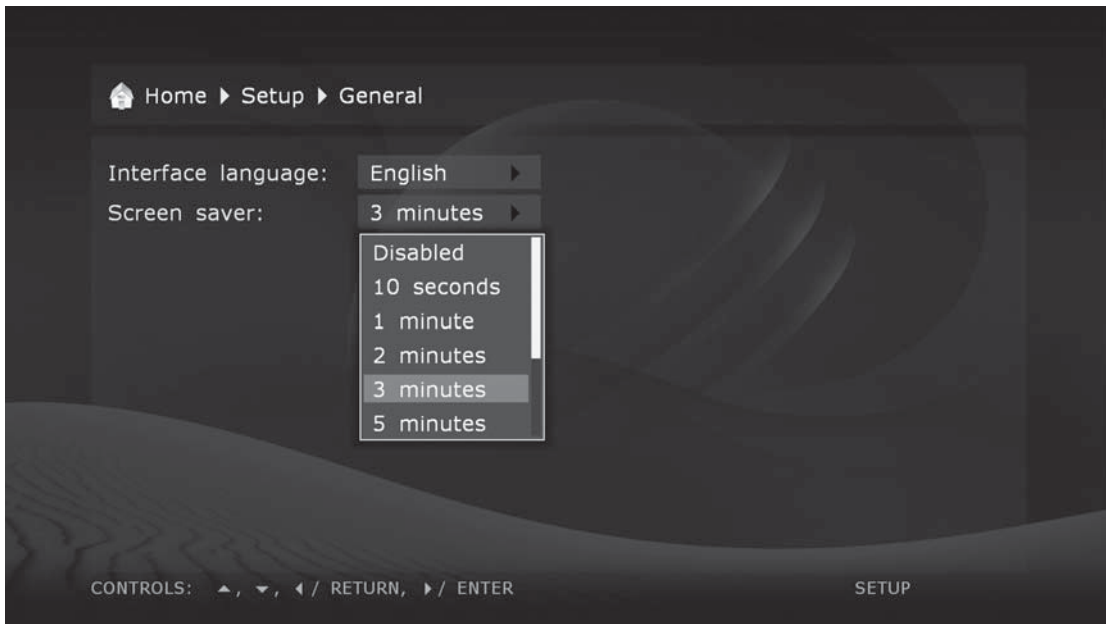 Home ▶ Setup ▶ General
Interface language: English
Screen saver: 3 minutes
Disabled
10 seconds
1 minute
2 minutes
3 minutes
5 minutes
CONTROLS: ▲, ▼, ◀ / RETURN, ▶ / ENTER SETUP